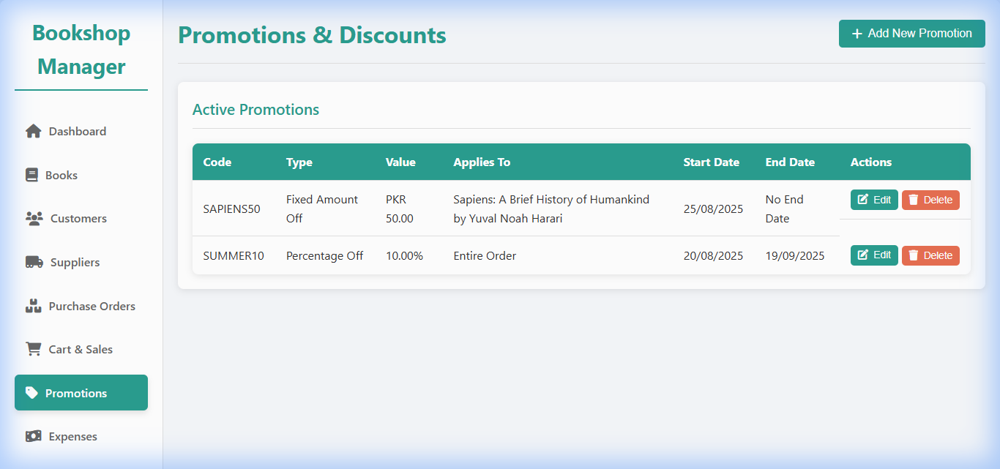 Bookshop
Manager
Dashboard
Books
Customers
Suppliers
Purchase Orders
Cart & Sales
Promotions
Expenses
Promotions & Discounts
Add New Promotion
Active Promotions
Code Type Value Applies To Start Date End Date Actions
SAPIENS50 Fixed Amount Off PKR 50.00 Sapiens: A Brief History of Humankind by Yuval Noah Harari 25/08/2025 No End Date Edit Delete
SUMMER10 Percentage Off 10.00% Entire Order 20/08/2025 19/09/2025 Edit Delete